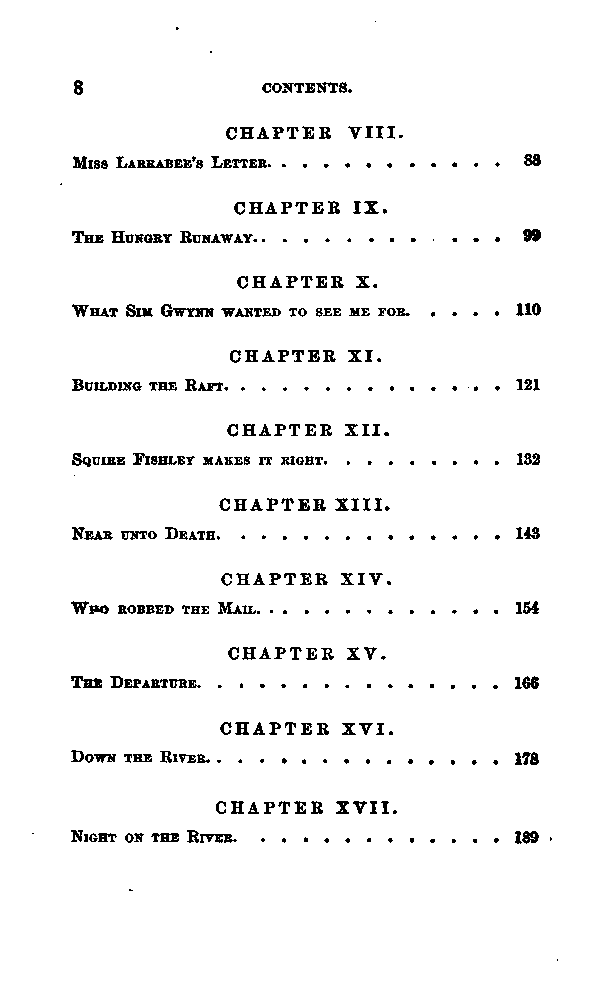 8 CONTENTS.
CHAPTER VIII.
MISS LARRABEE'S LETTER. . . . . . . . . . . . 88
CHAPTER IX.
THE HUNGRY RUNAWAY. . . . . . . . . . . . 99
CHAPTER X.
WHAT SIM GWYNN WANTED TO SEE ME FOR. . . . . 110
CHAPTER XI.
BUILDING THE RAFT. . . . . . . . . . . . . . 121
CHAPTER XII.
SQUIRE FISHLEY MAKES IT RIGHT. . . . . . . . . 132
CHAPTER XIII.
NEAR UNTO DEATH. . . . . . . . . . . . . . 143
CHAPTER XIV.
WHO ROBBED THE MAIL. . . . . . . . . . . . . 154
CHAPTER XV.
THE DEPARTURE. . . . . . . . . . . . . . . 166
CHAPTER XVI.
DOWN THE RIVER. . . . . . . . . . . . . . . 178
CHAPTER XVII.
NIGHT ON THE RIVER. . . . . . . . . . . . . 189